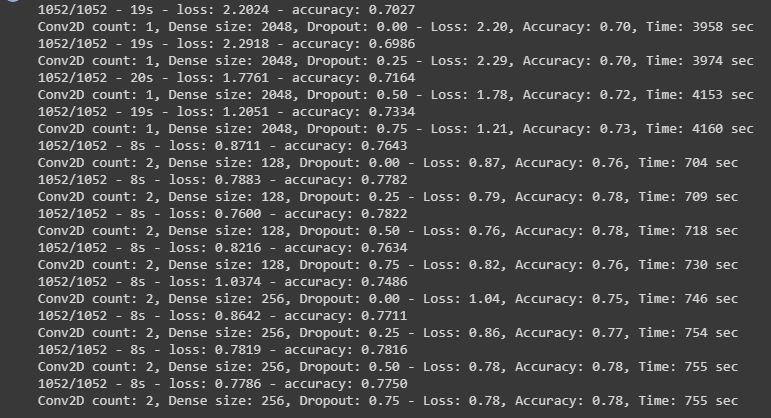 1052/1052 - 19s - loss: 2.2024 - accuracy: 0.7027
Conv2D count: 1, Dense size: 2048, Dropout: 0.00 - Loss: 2.20, Accuracy: 0.70, Time: 3958 sec
1052/1052 - 19s - loss: 2.2918 - accuracy: 0.6986
Conv2D count: 1, Dense size: 2048, Dropout: 0.25 - Loss: 2.29, Accuracy: 0.70, Time: 3974 sec
1052/1052 - 20s - loss: 1.7761 - accuracy: 0.7164
Conv2D count: 1, Dense size: 2048, Dropout: 0.50 - Loss: 1.78, Accuracy: 0.72, Time: 4153 sec
1052/1052 - 19s - loss: 1.2051 - accuracy: 0.7334
Conv2D count: 1, Dense size: 2048, Dropout: 0.75 - Loss: 1.21, Accuracy: 0.73, Time: 4160 sec
1052/1052 - 8s - loss: 0.8711 - accuracy: 0.7643
Conv2D count: 2, Dense size: 128, Dropout: 0.00 - Loss: 0.87, Accuracy: 0.76, Time: 704 sec
1052/1052 - 8s - loss: 0.7883 - accuracy: 0.7782
Conv2D count: 2, Dense size: 128, Dropout: 0.25 - Loss: 0.79, Accuracy: 0.78, Time: 709 sec
1052/1052 - 8s - loss: 0.7600 - accuracy: 0.7822
Conv2D count: 2, Dense size: 128, Dropout: 0.50 - Loss: 0.76, Accuracy: 0.78, Time: 718 sec
1052/1052 - 8s - loss: 0.8216 - accuracy: 0.7634
Conv2D count: 2, Dense size: 128, Dropout: 0.75 - Loss: 0.82, Accuracy: 0.76, Time: 730 sec
1052/1052 - 8s - loss: 1.0374 - accuracy: 0.7486
Conv2D count: 2, Dense size: 256, Dropout: 0.00 - Loss: 1.04, Accuracy: 0.75, Time: 746 sec
1052/1052 - 8s - loss: 0.8642 - accuracy: 0.7711
Conv2D count: 2, Dense size: 256, Dropout: 0.25 - Loss: 0.86, Accuracy: 0.77, Time: 754 sec
1052/1052 - 8s - loss: 0.7819 - accuracy: 0.7816
Conv2D count: 2, Dense size: 256, Dropout: 0.50 - Loss: 0.78, Accuracy: 0.78, Time: 755 sec
1052/1052 - 8s - loss: 0.7786 - accuracy: 0.7750
Conv2D count: 2, Dense size: 256, Dropout: 0.75 - Loss: 0.78, Accuracy: 0.78, Time: 755 sec